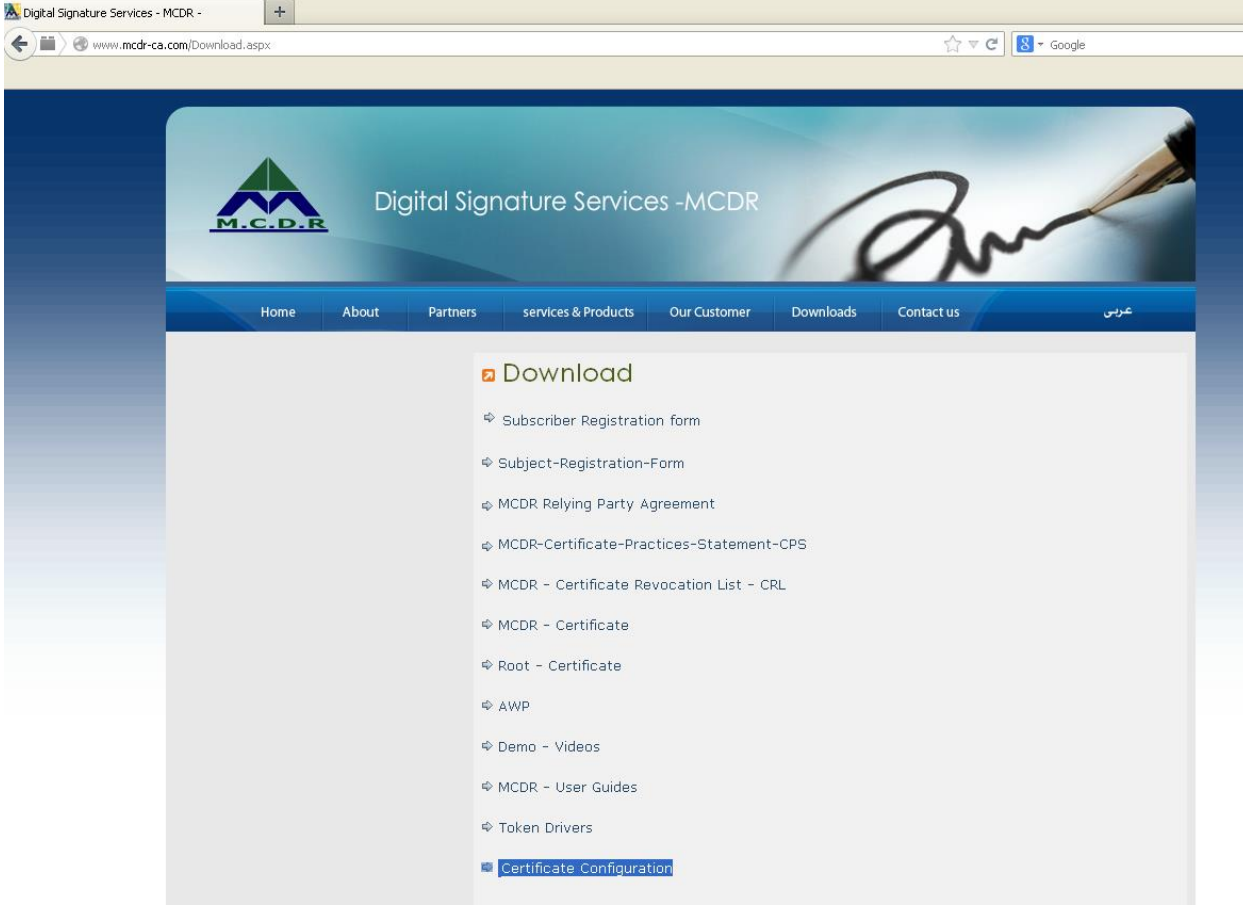 Digital Signature Services - MCDR -
www.mcdr-ca.com/Download.aspx
Google
M.C.D.R
Digital Signature Services -MCDR
Home About Partners services & Products Our Customer Downloads Contact us عربى
Download
Subscriber Registration form
Subject-Registration-Form
MCDR Relying Party Agreement
MCDR-Certificate-Practices-Statement-CPS
MCDR - Certificate Revocation List - CRL
MCDR - Certificate
Root - Certificate
AWP
Demo - Videos
MCDR - User Guides
Token Drivers
Certificate Configuration